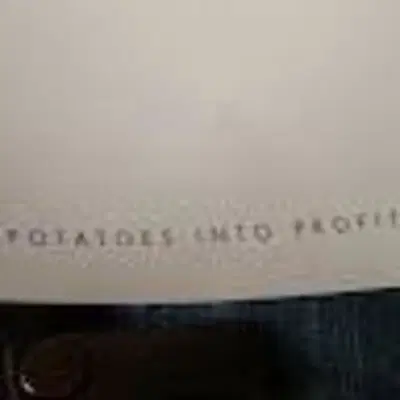 POTATOES INTO PROFIT